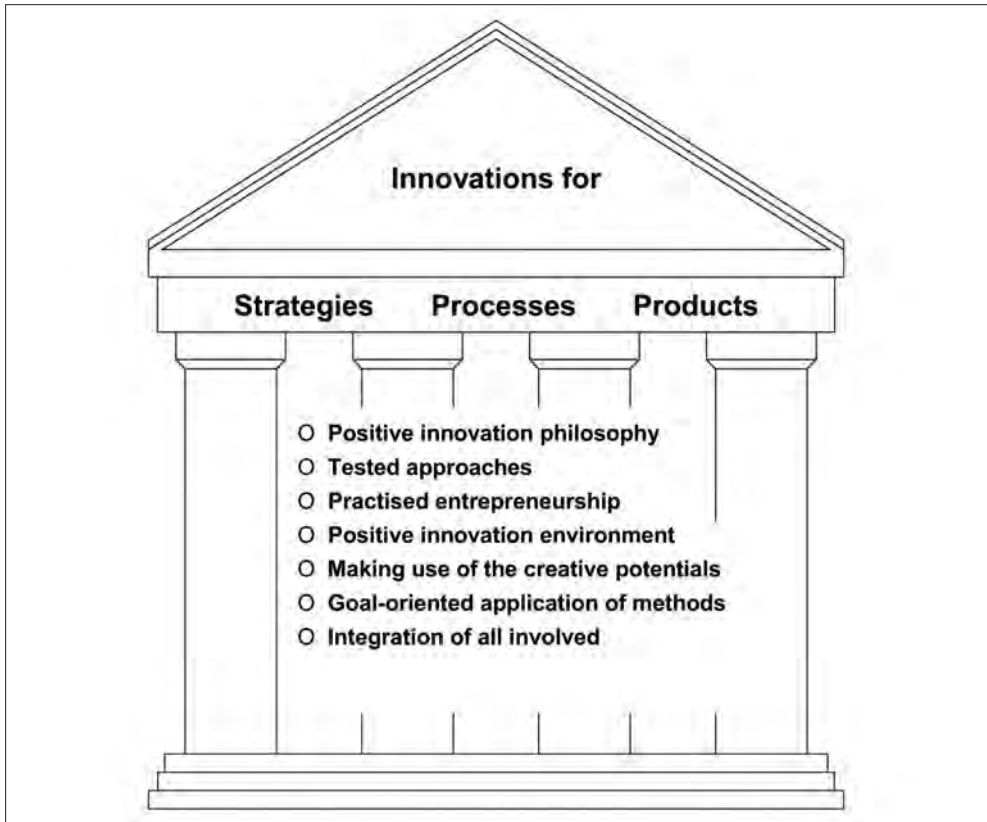 Innovations for
Strategies Processes Products
O Positive innovation philosophy
O Tested approaches
O Practised entrepreneurship
O Positive innovation environment
O Making use of the creative potentials
O Goal-oriented application of methods
O Integration of all involved